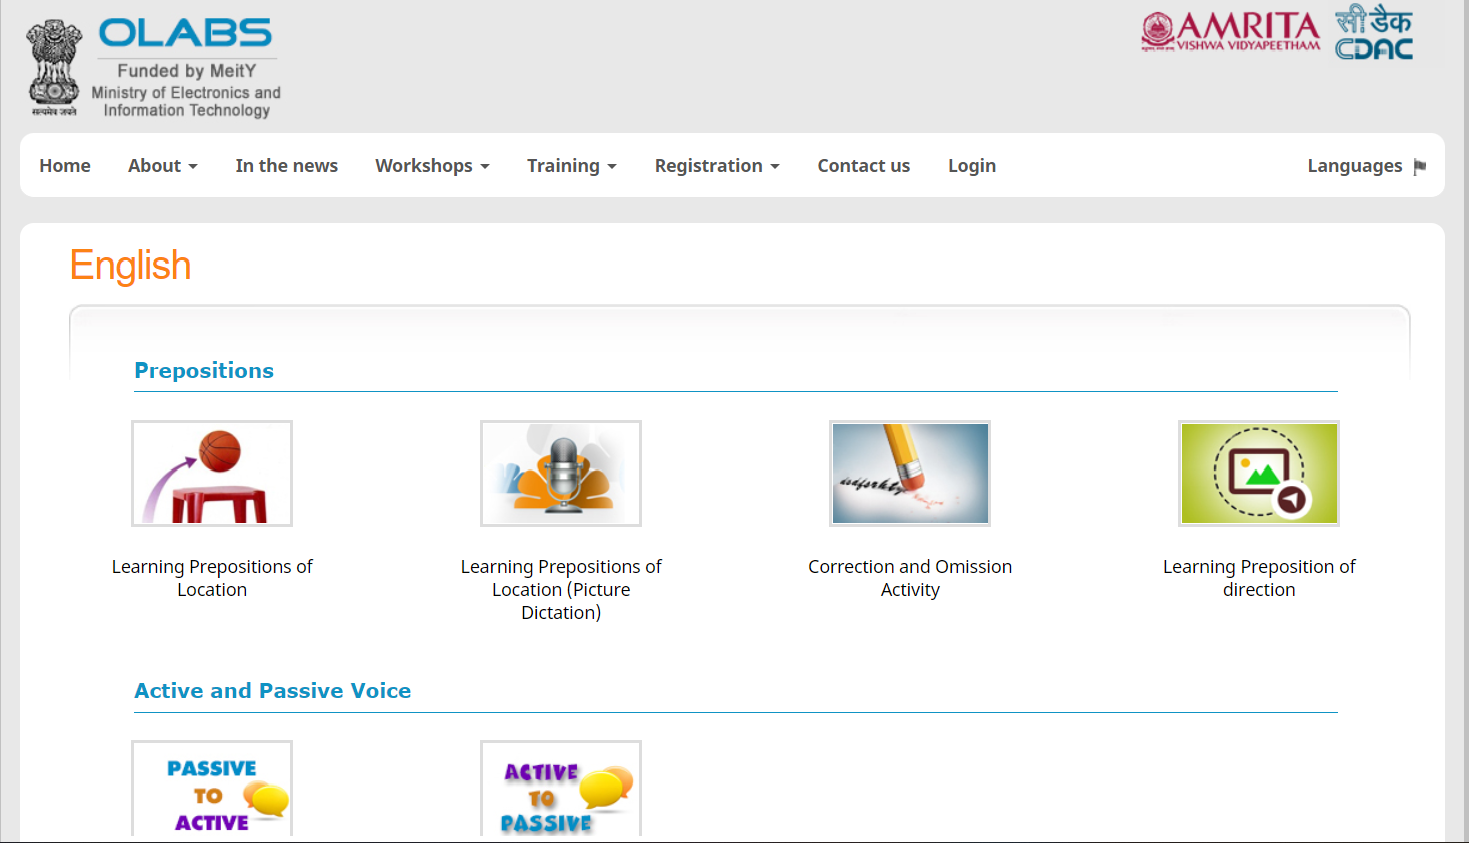 OLABS
Funded by MeitY
Ministry of Electronics and
Information Technology
सत्यमेव जयते
AMRITA
VISHWA VIDYAPEETHAM
सी डैक
CDAC
Home About In the news Workshops Training Registration Contact us Login Languages
English
Prepositions
Learning Prepositions of
Location
Learning Prepositions of
Location (Picture
Dictation)
Correction and Omission
Activity
Learning Preposition of
direction
Active and Passive Voice
PASSIVE
TO
ACTIVE
ACTIVE
TO
PASSIVE